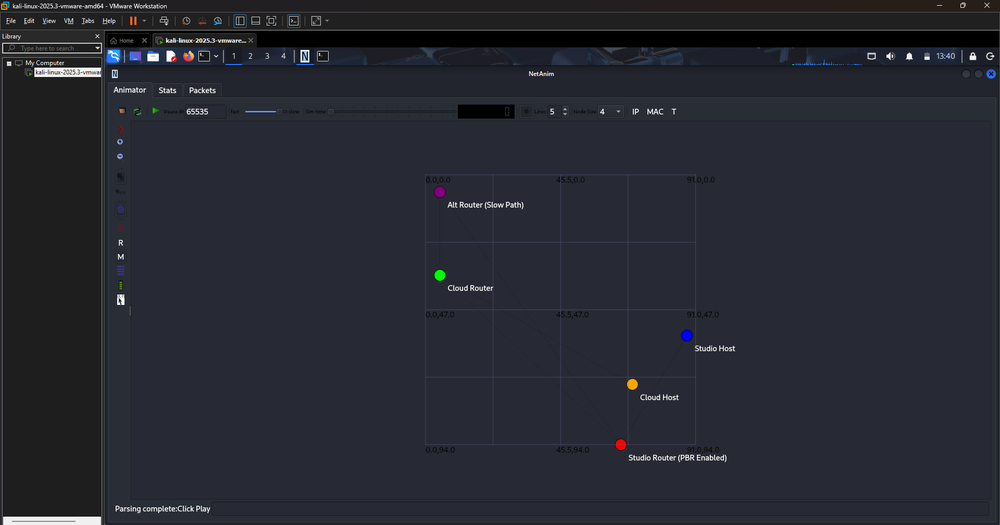 kali-linux-2025.3-vmware-amd64 - VMware Workstation
File Edit View VM Tabs Help
Library
Home kali-linux-2025.3-vmware...
Type here to search
1 2 3 4 N 13:40
My Computer
kali-linux-2025.3-vmwar
N NetAnim
Animator Stats Packets
Pause At 65535 fast slow Sim time 0 # Lines 5 Node Size 4 IP MAC T
0.0,0.0 45.5,0.0 91.0,0.0
Alt Router (Slow Path)
R
M
Cloud Router
0.0,47.0 45.5,47.0 91.0,47.0
Studio Host
Cloud Host
0.0,94.0 45.5,94.0 91.0,94.0
Studio Router (PBR Enabled)
Parsing complete:Click Play